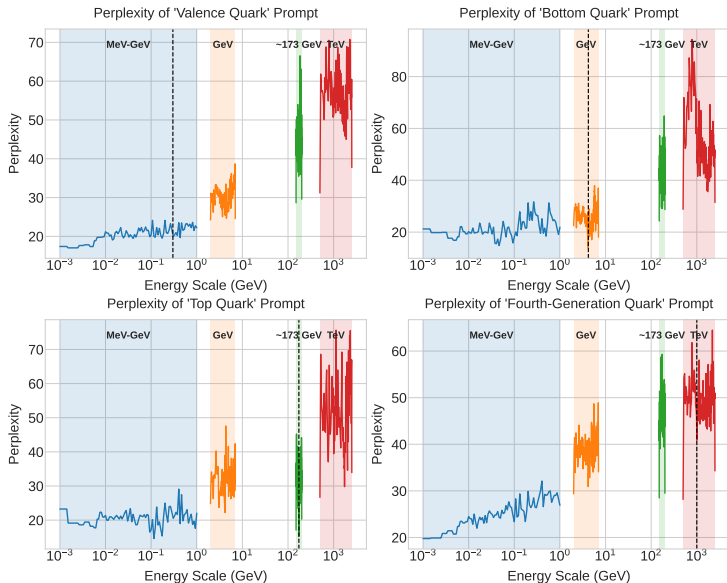 Perplexity of 'Valence Quark' Prompt
MeV-GeV GeV ~173 GeV TeV
70
60
50
40
30
20
Perplexity
10⁻³ 10⁻² 10⁻¹ 10⁰ 10¹ 10² 10³
Energy Scale (GeV)
Perplexity of 'Bottom Quark' Prompt
MeV-GeV GeV ~173 GeV TeV
80
60
40
20
Perplexity
10⁻³ 10⁻² 10⁻¹ 10⁰ 10¹ 10² 10³
Energy Scale (GeV)
Perplexity of 'Top Quark' Prompt
MeV-GeV GeV ~173 GeV TeV
70
60
50
40
30
20
Perplexity
10⁻³ 10⁻² 10⁻¹ 10⁰ 10¹ 10² 10³
Energy Scale (GeV)
Perplexity of 'Fourth-Generation Quark' Prompt
MeV-GeV GeV ~173 GeV TeV
60
50
40
30
20
Perplexity
10⁻³ 10⁻² 10⁻¹ 10⁰ 10¹ 10² 10³
Energy Scale (GeV)